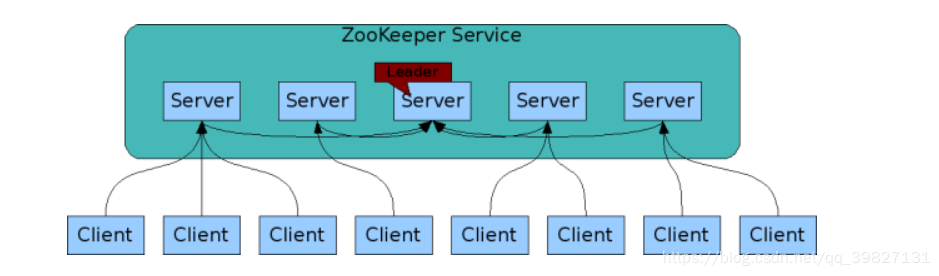 ZooKeeper Service
Leader
Server Server Server Server Server
Client Client Client Client Client Client Client Client
https://blog.csdn.net/qq_39827131